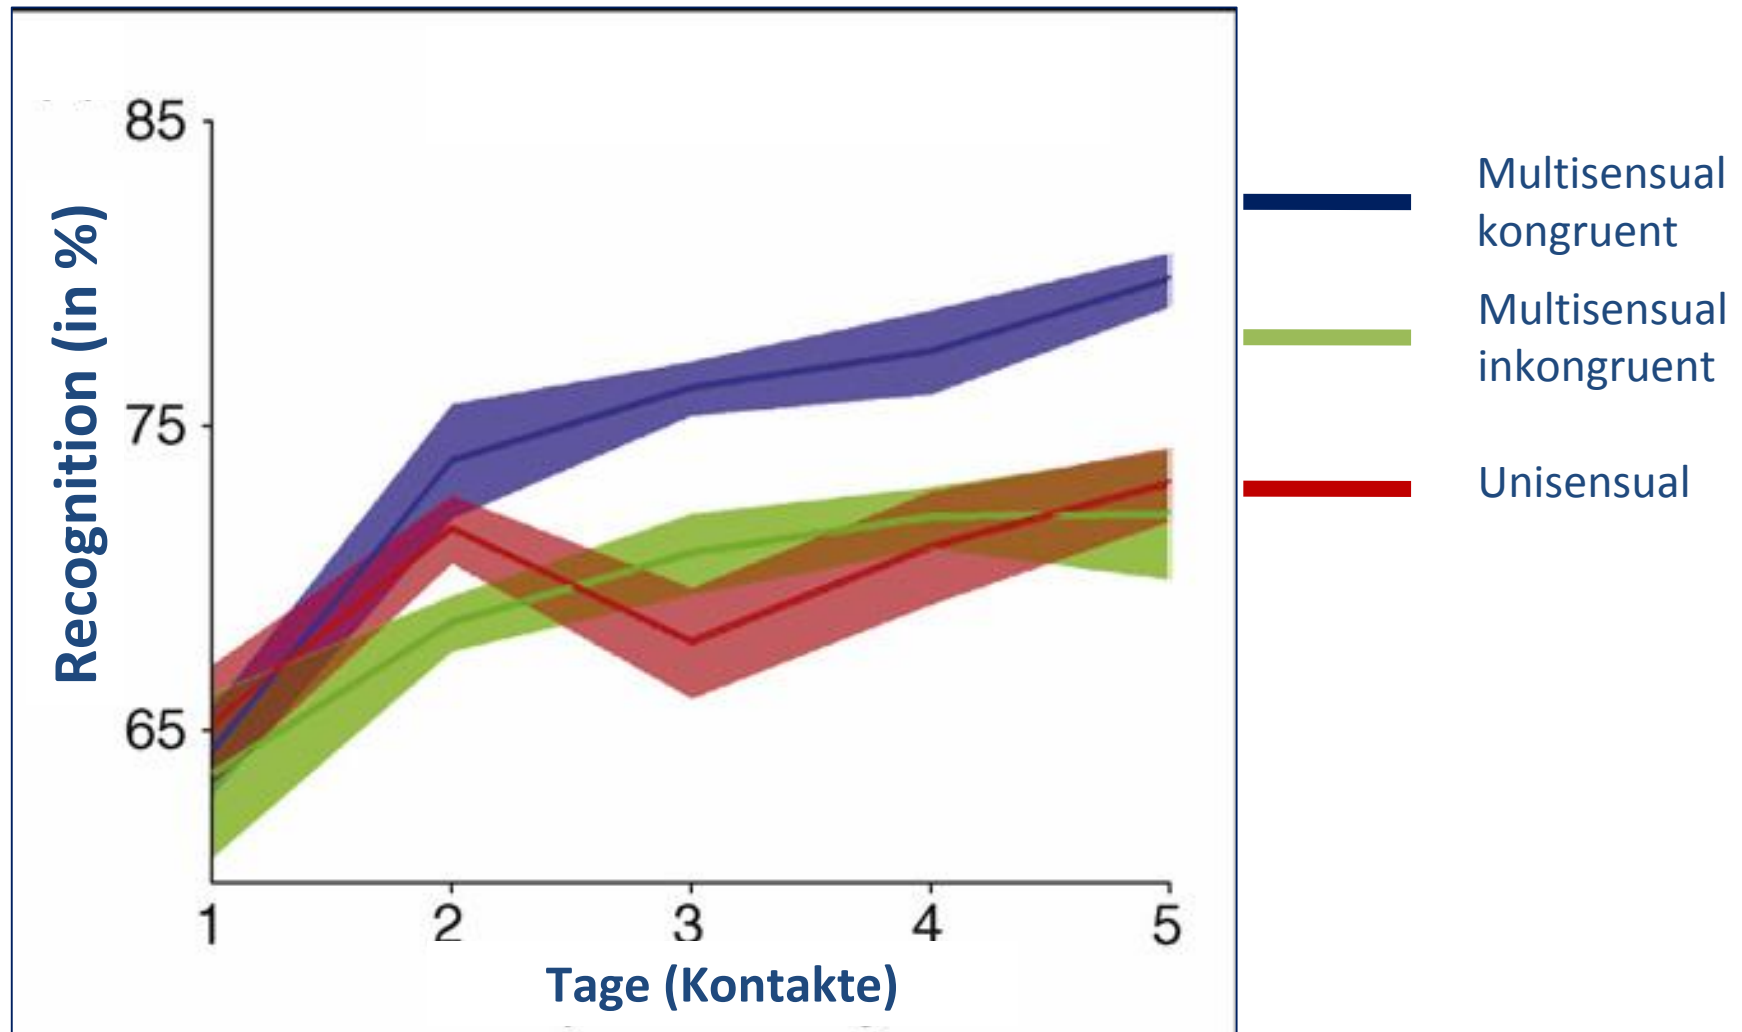 85
75
65
Recognition (in %)
1 2 3 4 5
Tage (Kontakte)
Multisensual
kongruent
Multisensual
inkongruent
Unisensual